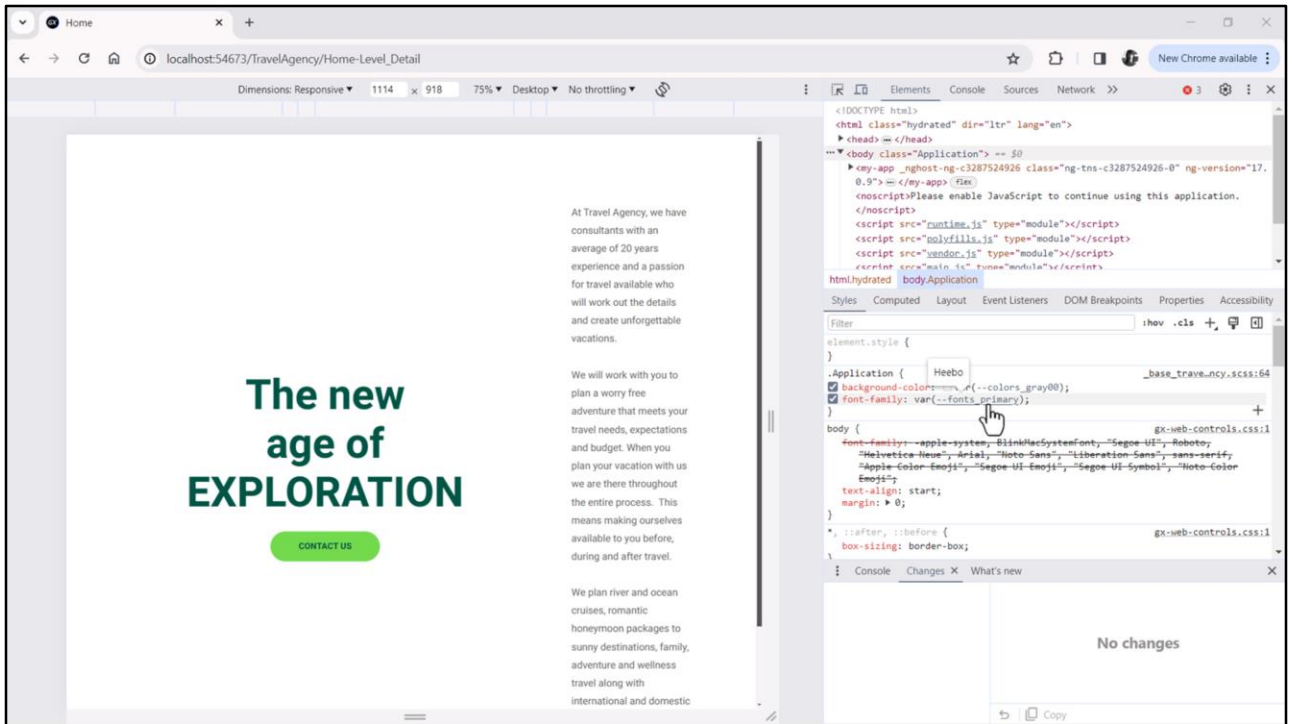 Home
localhost:54673/TravelAgency/Home-Level_Detail
New Chrome available
Dimensions: Responsive ▼ 1114 × 918 75% ▼ Desktop ▼ No throttling ▼
The new
age of
EXPLORATION
CONTACT US
At Travel Agency, we have
consultants with an
average of 20 years
experience and a passion
for travel available who
will work out the details
and create unforgettable
vacations.
We will work with you to
plan a worry free
adventure that meets your
travel needs, expectations
and budget. When you
plan your vacation with us
we are there throughout
the entire process. This
means making ourselves
available to you before,
during and after travel.
We plan river and ocean
cruises, romantic
honeymoon packages to
sunny destinations, family,
adventure and wellness
travel along with
international and domestic
Elements Console Sources Network >> 3
<!DOCTYPE html>
<html class="hydrated" dir="ltr" lang="en">
▶ <head> … </head>
… ▼ <body class="Application"> == $0
▶ <my-app _nghost-ng-c3287524926 class="ng-tns-c3287524926-0" ng-version="17.
0.9"> … </my-app> flex
<noscript>Please enable JavaScript to continue using this application.
</noscript>
<script src="runtime.js" type="module"></script>
<script src="polyfills.js" type="module"></script>
<script src="vendor.js" type="module"></script>
<script src="main.js" type="module"></script>
html.hydrated body.Application
Styles Computed Layout Event Listeners DOM Breakpoints Properties Accessibility
Filter :hov .cls
element.style {
}
Heebo
.Application { _base_trave…ncy.scss:64
background-color: (--colors_gray00);
font-family: var(--fonts_primary);
}
body { gx-web-controls.css:1
font-family: -apple-system, BlinkMacSystemFont, "Segoe UI", Roboto,
"Helvetica Neue", Arial, "Noto Sans", "Liberation Sans", sans-serif,
"Apple Color Emoji", "Segoe UI Emoji", "Segoe UI Symbol", "Noto Color
Emoji";
text-align: start;
margin: ▶ 0;
}
*, ::after, ::before { gx-web-controls.css:1
box-sizing: border-box;
}
Console Changes × What's new
No changes
Copy